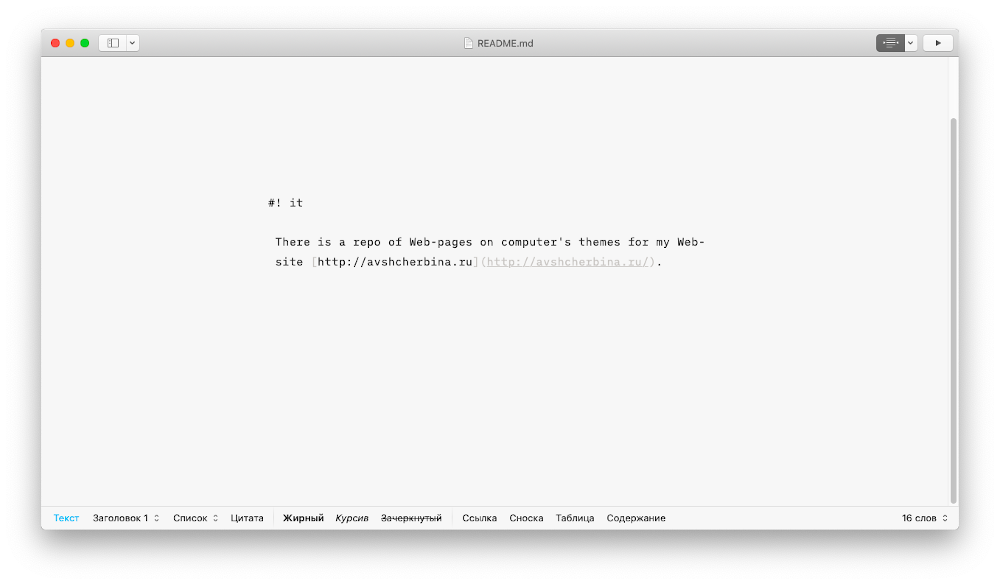 README.md
#! it
There is a repo of Web-pages on computer's themes for my Web-
site [http://avshcherbina.ru](http://avshcherbina.ru/).
Текст Заголовок 1 Список Цитата Жирный Курсив Зачеркнутый Ссылка Сноска Таблица Содержание 16 слов